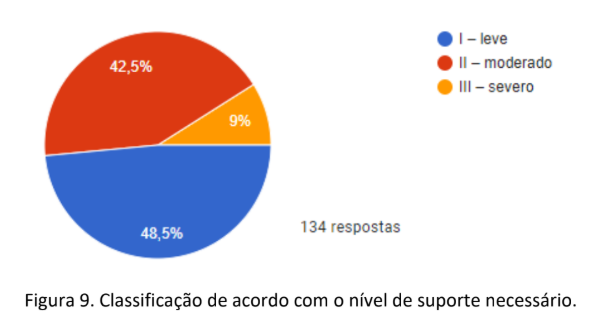 I – leve
II – moderado
III – severo
42,5%
9%
48,5%
134 respostas
Figura 9. Classificação de acordo com o nível de suporte necessário.